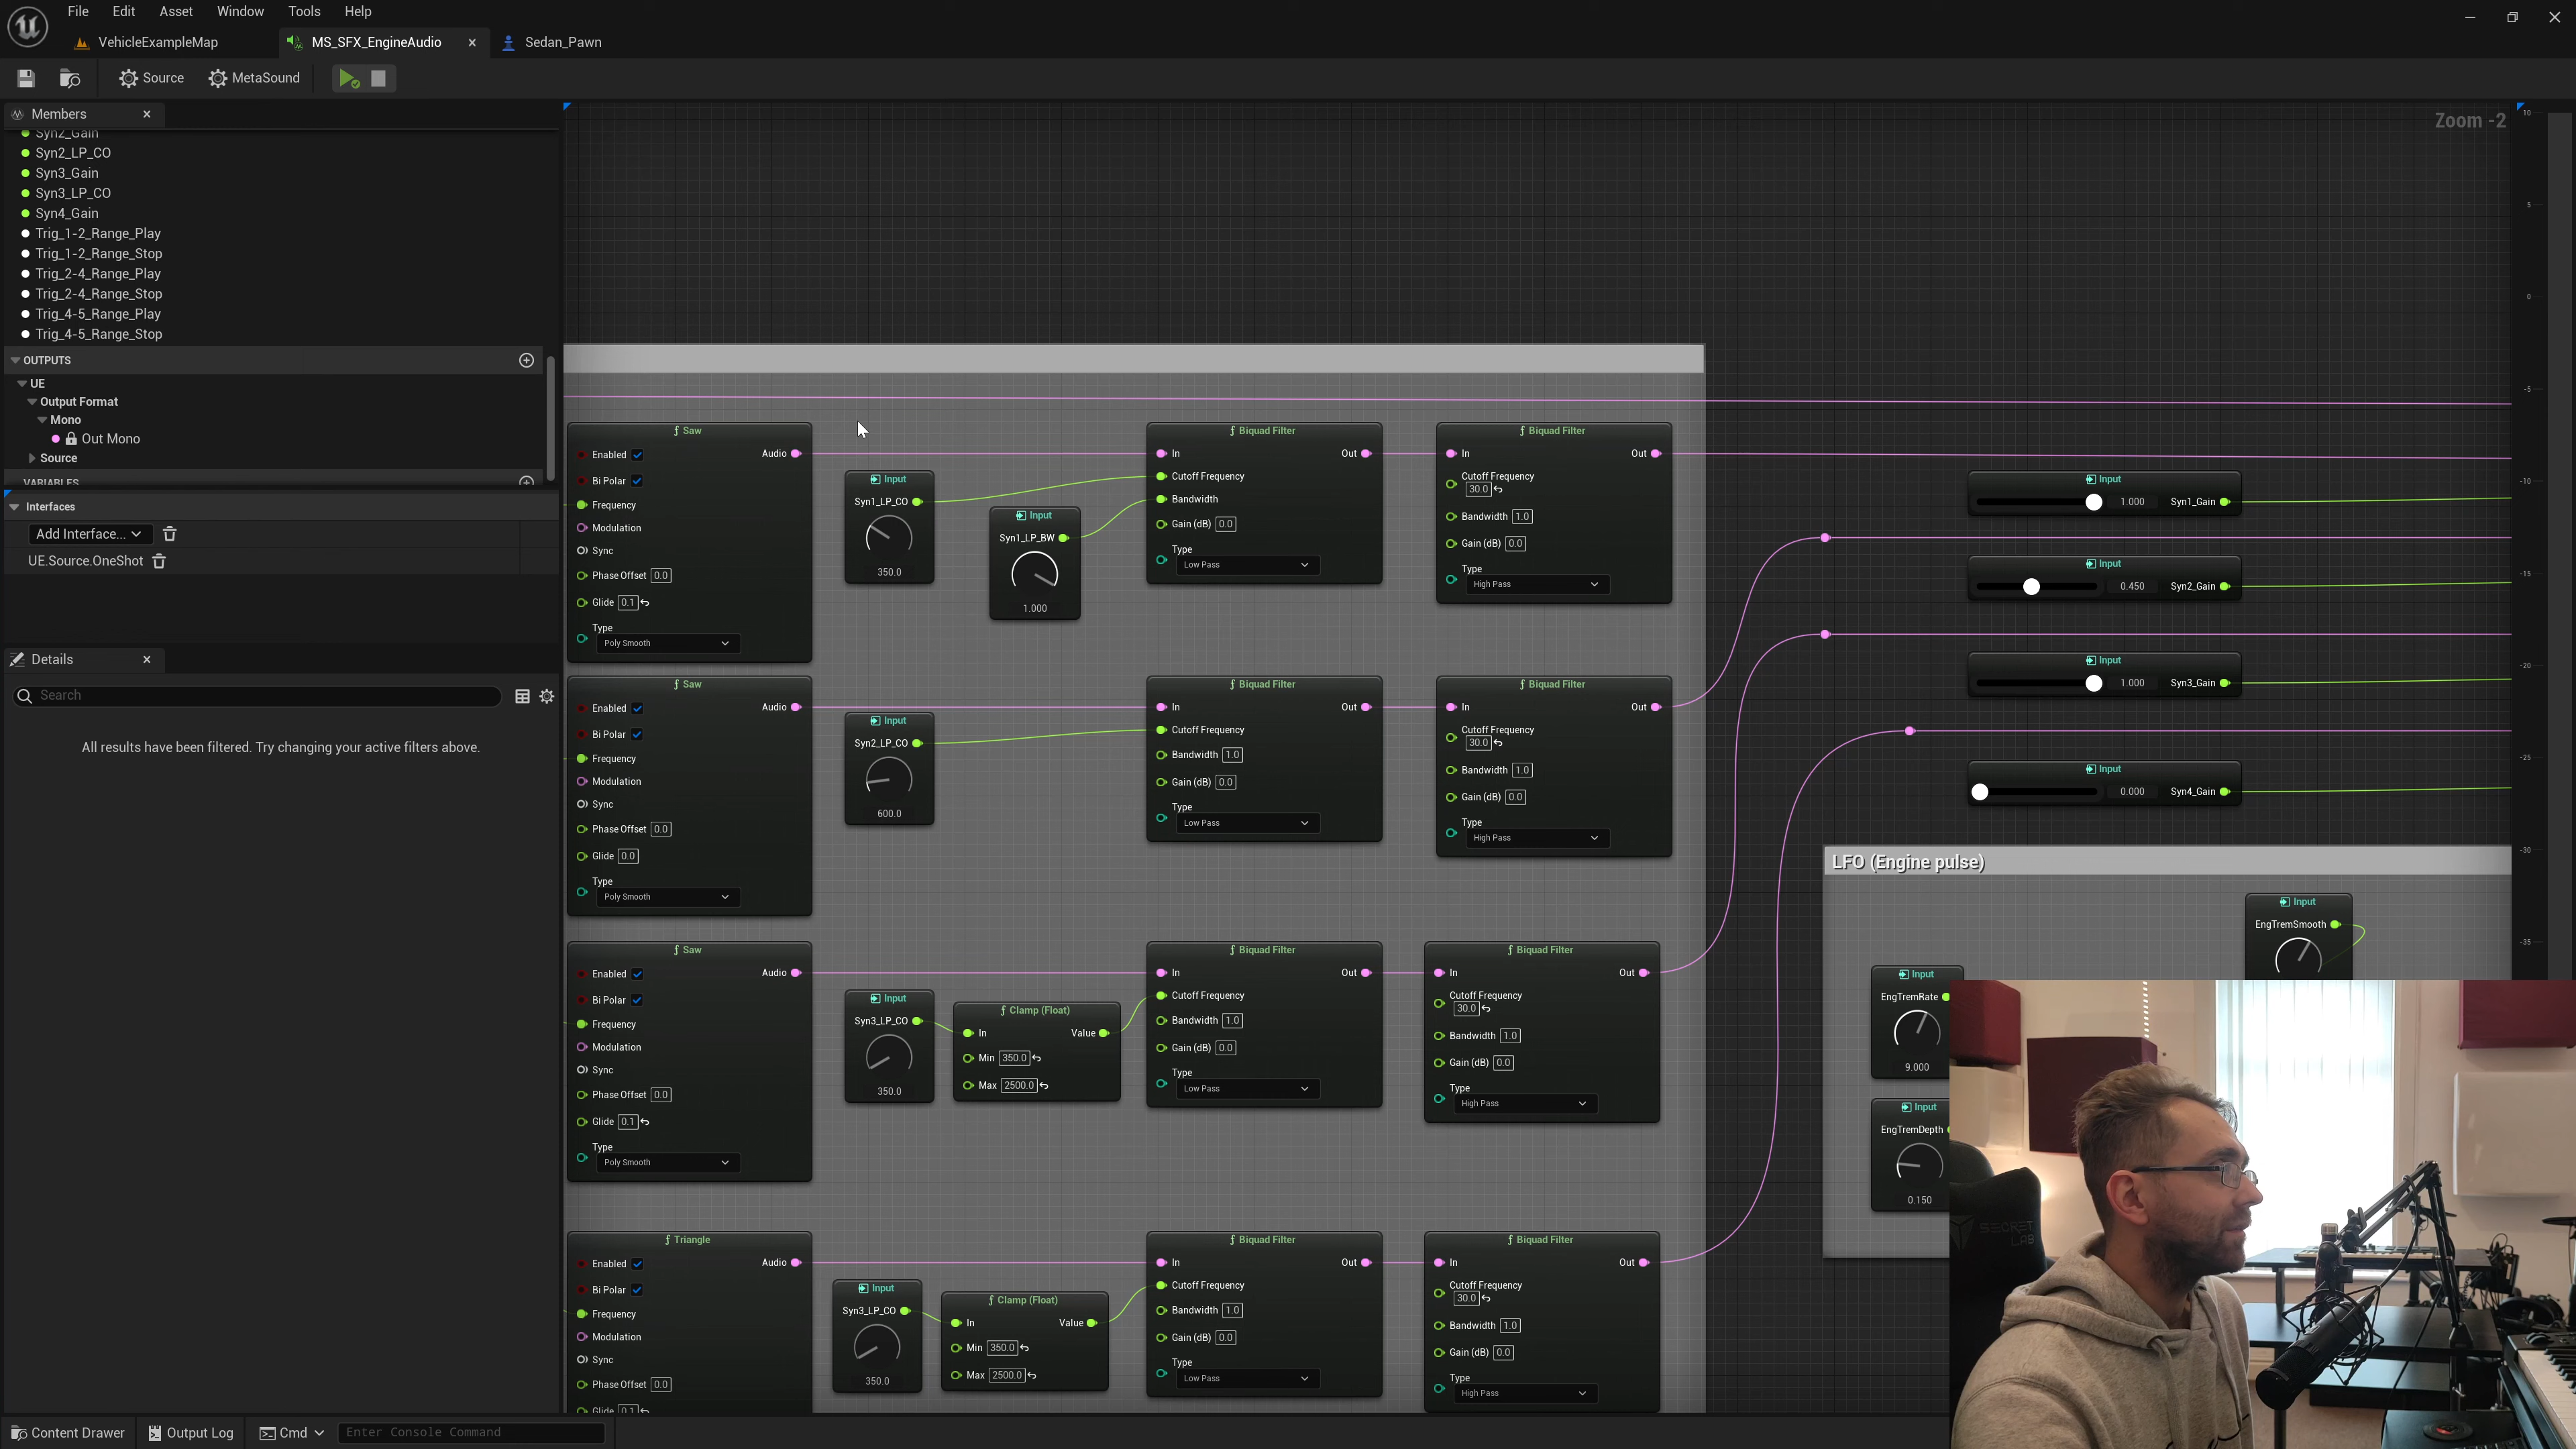 File Edit Asset Window Tools Help
VehicleExampleMap MS_SFX_EngineAudio Sedan_Pawn
Source MetaSound
Members
Syn2_Gain
Syn2_LP_CO
Syn3_Gain
Syn3_LP_CO
Syn4_Gain
Trig_1-2_Range_Play
Trig_1-2_Range_Stop
Trig_2-4_Range_Play
Trig_2-4_Range_Stop
Trig_4-5_Range_Play
Trig_4-5_Range_Stop
OUTPUTS
UE
Output Format
Mono
Out Mono
Source
VARIABLES
Interfaces
Add Interface...
UE.Source.OneShot
Details
Search
All results have been filtered. Try changing your active filters above.
Zoom -2
10
5
0
-5
-10
-15
-20
-25
-30
-35
Saw
Enabled Audio
Bi Polar
Frequency
Modulation
Sync
Phase Offset 0.0
Glide 0.1
Type
Poly Smooth
Input
Syn1_LP_CO
350.0
Input
Syn1_LP_BW
1.000
Biquad Filter
In Out
Cutoff Frequency
Bandwidth
Gain (dB) 0.0
Type
Low Pass
Biquad Filter
In Out
Cutoff Frequency
30.0
Bandwidth 1.0
Gain (dB) 0.0
Type
High Pass
Input
1.000 Syn1_Gain
Input
0.450 Syn2_Gain
Input
1.000 Syn3_Gain
Input
0.000 Syn4_Gain
Saw
Enabled Audio
Bi Polar
Frequency
Modulation
Sync
Phase Offset 0.0
Glide 0.0
Type
Poly Smooth
Input
Syn2_LP_CO
600.0
Biquad Filter
In Out
Cutoff Frequency
Bandwidth 1.0
Gain (dB) 0.0
Type
Low Pass
Biquad Filter
In Out
Cutoff Frequency
30.0
Bandwidth 1.0
Gain (dB) 0.0
Type
High Pass
LFO (Engine pulse)
Input
EngTremSmooth
Input
EngTremRate
9.000
Input
EngTremDepth
0.150
Saw
Enabled Audio
Bi Polar
Frequency
Modulation
Sync
Phase Offset 0.0
Glide 0.1
Type
Poly Smooth
Input
Syn3_LP_CO
350.0
Clamp (Float)
In Value
Min 350.0
Max 2500.0
Biquad Filter
In Out
Cutoff Frequency
Bandwidth 1.0
Gain (dB) 0.0
Type
Low Pass
Biquad Filter
In Out
Cutoff Frequency
30.0
Bandwidth 1.0
Gain (dB) 0.0
Type
High Pass
Triangle
Enabled Audio
Bi Polar
Frequency
Modulation
Sync
Phase Offset 0.0
Glide 0.1
Input
Syn3_LP_CO
350.0
Clamp (Float)
In Value
Min 350.0
Max 2500.0
Biquad Filter
In Out
Cutoff Frequency
Bandwidth 1.0
Gain (dB) 0.0
Type
Low Pass
Biquad Filter
In Out
Cutoff Frequency
30.0
Bandwidth 1.0
Gain (dB) 0.0
Type
High Pass
SECRET
LAB
Content Drawer Output Log Cmd Enter Console Command